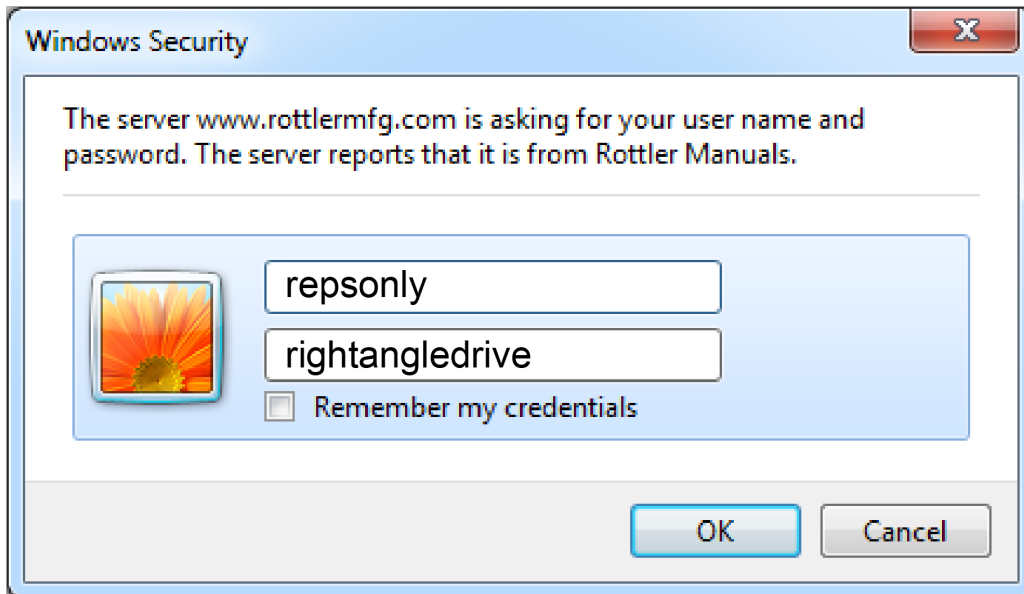 Windows Security
The server www.rottlermfg.com is asking for your user name and
password. The server reports that it is from Rottler Manuals.
repsonly
rightangledrive
Remember my credentials
OK
Cancel